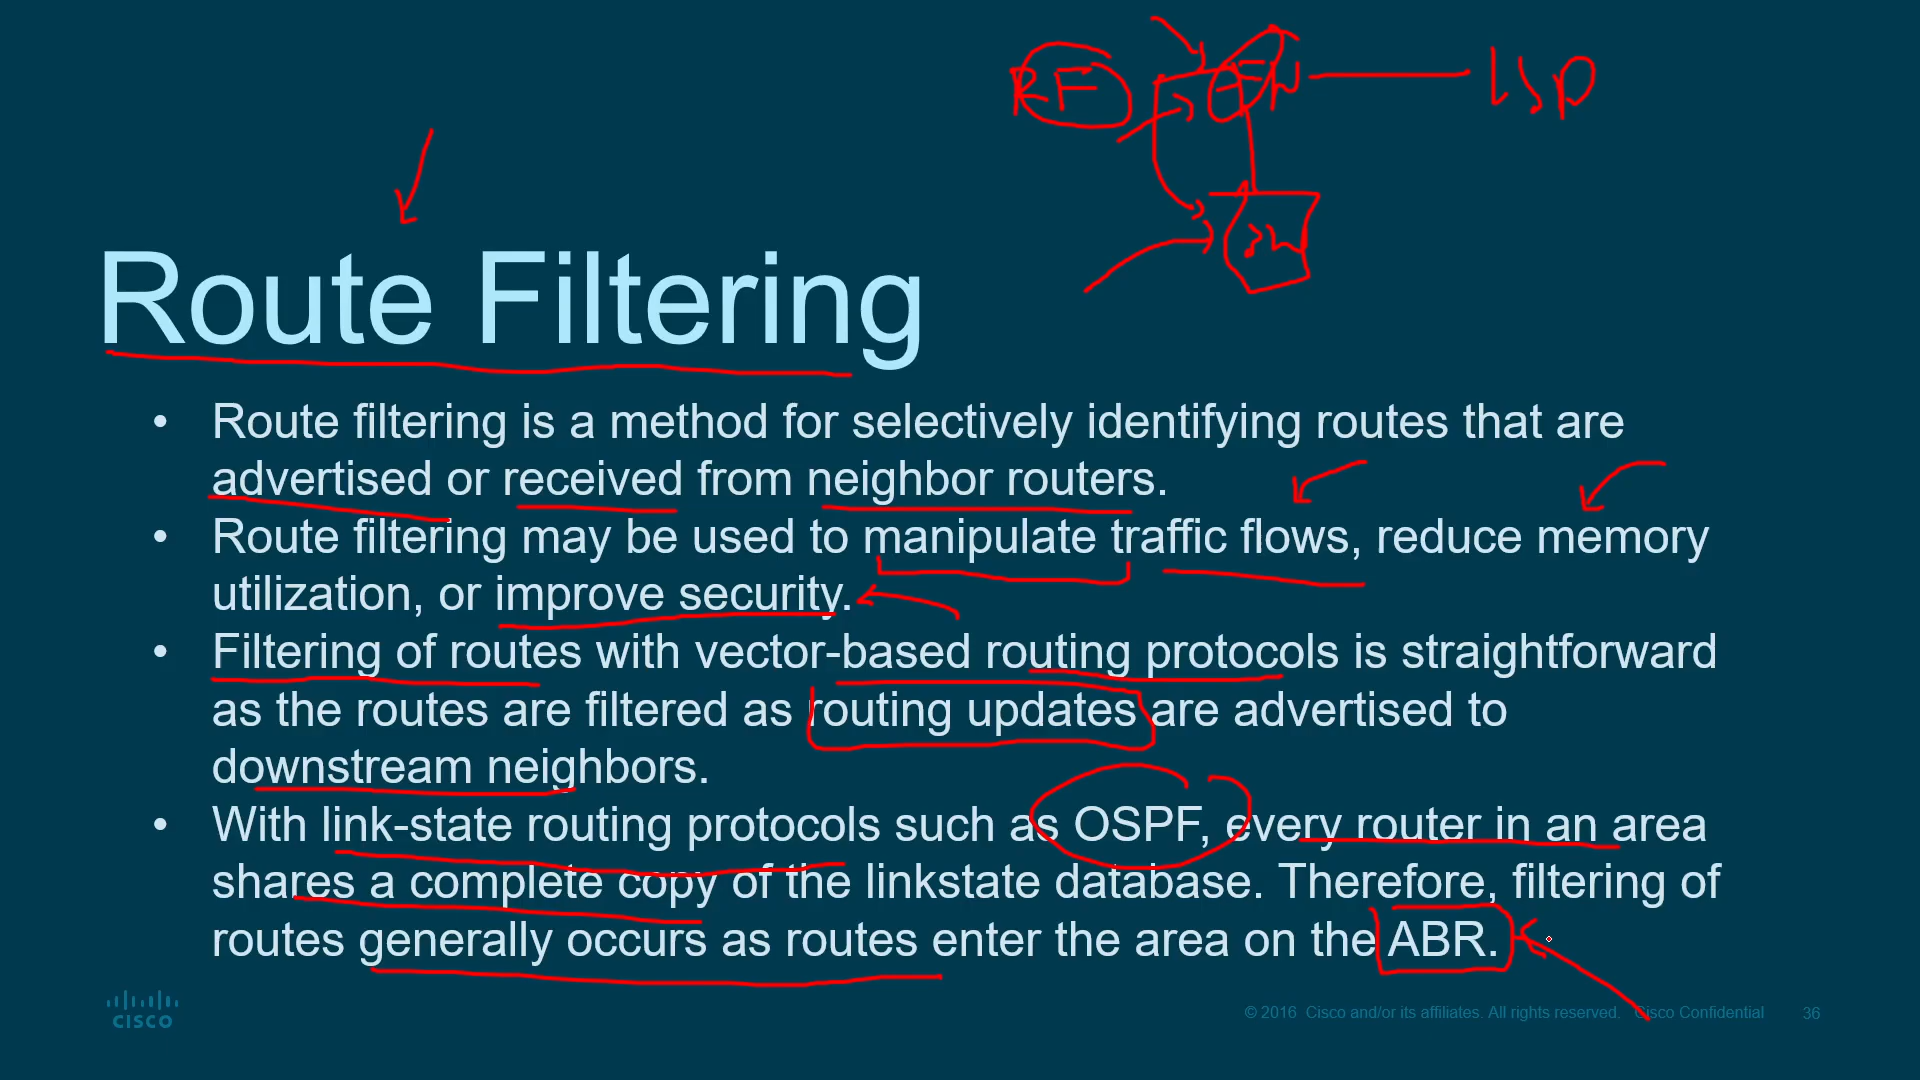 RF
ISP
SW
Route Filtering
• Route filtering is a method for selectively identifying routes that are
advertised or received from neighbor routers.
• Route filtering may be used to manipulate traffic flows, reduce memory
utilization, or improve security.
• Filtering of routes with vector-based routing protocols is straightforward
as the routes are filtered as routing updates are advertised to
downstream neighbors.
• With link-state routing protocols such as OSPF, every router in an area
shares a complete copy of the linkstate database. Therefore, filtering of
routes generally occurs as routes enter the area on the ABR.
CISCO
© 2016 Cisco and/or its affiliates. All rights reserved. Cisco Confidential 36